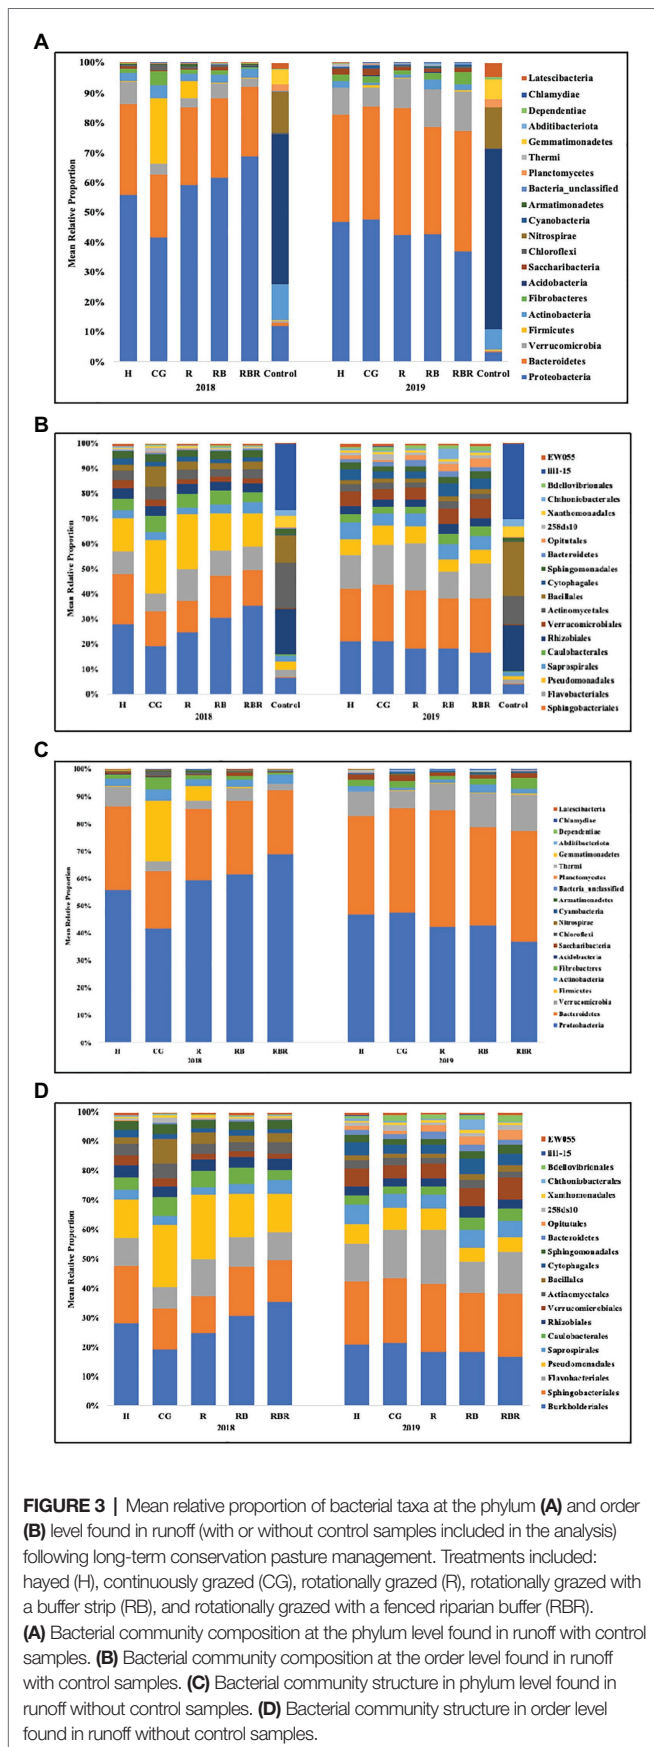 A
100%
90%
80%
70%
60%
50%
40%
30%
20%
10%
0%
Mean Relative Proportion
H CG R RB RBR Control H CG R RB RBR Control
2018 2019
Latescibacteria
Chlamydiae
Dependentiae
Abditibacteriota
Gemmatimonadetes
Thermi
Planctomycetes
Bacteria_unclassified
Armatimonadetes
Cyanobacteria
Nitrospirae
Chloroflexi
Saccharibacteria
Acidobacteria
Fibrobacteres
Actinobacteria
Firmicutes
Verrucomicrobia
Bacteroidetes
Proteobacteria
B
100%
90%
80%
70%
60%
50%
40%
30%
20%
10%
0%
Mean Relative Proportion
H CG R RB RBR Control H CG R RB RBR Control
2018 2019
EW055
iii1-15
Bdellovibrionales
Chthoniobacterales
Xanthomonadales
258ds10
Opitutales
Bacteroidetes
Sphingomonadales
Cytophagales
Bacillales
Actinomycetales
Verrucomicrobiales
Rhizobiales
Caulobacterales
Saprospirales
Pseudomonadales
Flavobacteriales
Sphingobacteriales
C
100%
90%
80%
70%
60%
50%
40%
30%
20%
10%
0%
Mean Relative Proportion
H CG R RB RBR H CG R RB RBR
2018 2019
Latescibacteria
Chlamydiae
Dependentiae
Abditibacteriota
Gemmatimonadetes
Thermi
Planctomycetes
Bacteria_unclassified
Armatimonadetes
Cyanobacteria
Nitrospirae
Chloroflexi
Saccharibacteria
Acidobacteria
Fibrobacteres
Actinobacteria
Firmicutes
Verrucomicrobia
Bacteroidetes
Proteobacteria
D
100%
90%
80%
70%
60%
50%
40%
30%
20%
10%
0%
Mean Relative Proportion
H CG R RB RBR H CG R RB RBR
2018 2019
EW055
iii1-15
Bdellovibrionales
Chthoniobacterales
Xanthomonadales
258ds10
Opitutales
Bacteroidetes
Sphingomonadales
Cytophagales
Bacillales
Actinomycetales
Verrucomicrobiales
Rhizobiales
Caulobacterales
Saprospirales
Pseudomonadales
Flavobacteriales
Sphingobacteriales
Burkholderiales
FIGURE 3 | Mean relative proportion of bacterial taxa at the phylum (A) and order
(B) level found in runoff (with or without control samples included in the analysis)
following long-term conservation pasture management. Treatments included:
hayed (H), continuously grazed (CG), rotationally grazed (R), rotationally grazed with
a buffer strip (RB), and rotationally grazed with a fenced riparian buffer (RBR).
(A) Bacterial community composition at the phylum level found in runoff with control
samples. (B) Bacterial community composition at the order level found in runoff
with control samples. (C) Bacterial community structure in phylum level found in
runoff without control samples. (D) Bacterial community structure in order level
found in runoff without control samples.